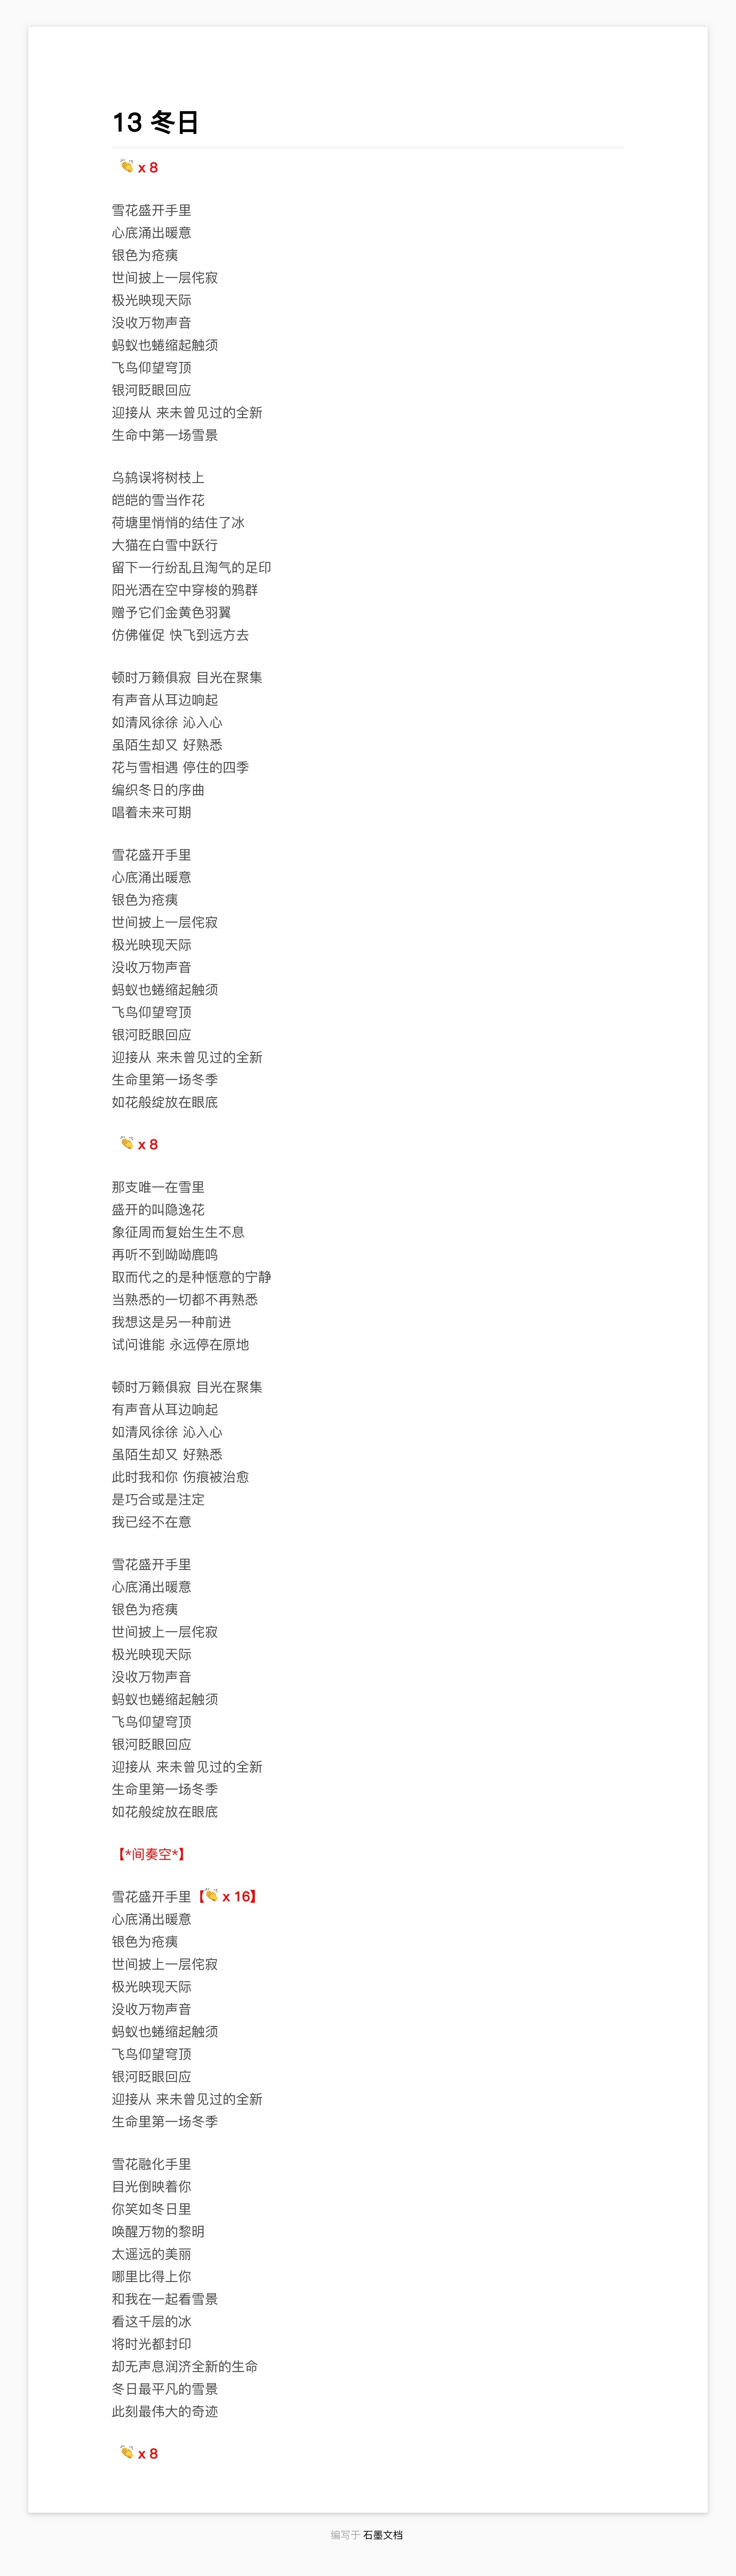 13 冬日
👏 x 8
雪花盛开手里
心底涌出暖意
银色为疮痍
世间披上一层侘寂
极光映现天际
没收万物声音
蚂蚁也蜷缩起触须
飞鸟仰望穹顶
银河眨眼回应
迎接从 来未曾见过的全新
生命中第一场雪景
乌鸫误将树枝上
皑皑的雪当作花
荷塘里悄悄的结住了冰
大猫在白雪中跃行
留下一行纷乱且淘气的足印
阳光洒在空中穿梭的鸦群
赠予它们金黄色羽翼
仿佛催促 快飞到远方去
顿时万籁俱寂 目光在聚集
有声音从耳边响起
如清风徐徐 沁入心
虽陌生却又 好熟悉
花与雪相遇 停住的四季
编织冬日的序曲
唱着未来可期
雪花盛开手里
心底涌出暖意
银色为疮痍
世间披上一层侘寂
极光映现天际
没收万物声音
蚂蚁也蜷缩起触须
飞鸟仰望穹顶
银河眨眼回应
迎接从 来未曾见过的全新
生命里第一场冬季
如花般绽放在眼底
👏 x 8
那支唯一在雪里
盛开的叫隐逸花
象征周而复始生生不息
再听不到呦呦鹿鸣
取而代之的是种惬意的宁静
当熟悉的一切都不再熟悉
我想这是另一种前进
试问谁能 永远停在原地
顿时万籁俱寂 目光在聚集
有声音从耳边响起
如清风徐徐 沁入心
虽陌生却又 好熟悉
此时我和你 伤痕被治愈
是巧合或是注定
我已经不在意
雪花盛开手里
心底涌出暖意
银色为疮痍
世间披上一层侘寂
极光映现天际
没收万物声音
蚂蚁也蜷缩起触须
飞鸟仰望穹顶
银河眨眼回应
迎接从 来未曾见过的全新
生命里第一场冬季
如花般绽放在眼底
【*间奏空*】
雪花盛开手里【👏 x 16】
心底涌出暖意
银色为疮痍
世间披上一层侘寂
极光映现天际
没收万物声音
蚂蚁也蜷缩起触须
飞鸟仰望穹顶
银河眨眼回应
迎接从 来未曾见过的全新
生命里第一场冬季
雪花融化手里
目光倒映着你
你笑如冬日里
唤醒万物的黎明
太遥远的美丽
哪里比得上你
和我在一起看雪景
看这千层的冰
将时光都封印
却无声息润济全新的生命
冬日最平凡的雪景
此刻最伟大的奇迹
👏 x 8
编写于 石墨文档